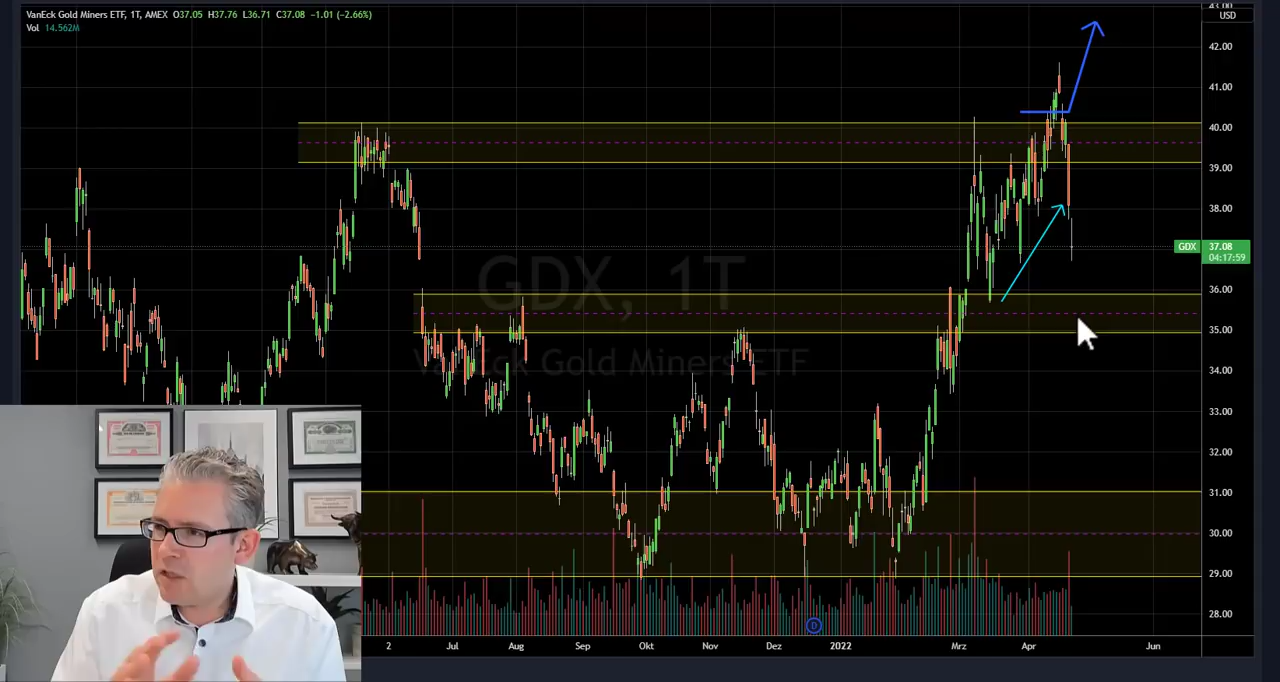 VanEck Gold Miners ETF, 1T, AMEX O37.05 H37.76 L36.71 C37.08 −1.01 (−2.66%)
Vol 14.562M
43.00
USD
42.00
41.00
40.00
39.00
38.00
GDX 37.08
04:17:59
36.00
35.00
34.00
33.00
32.00
31.00
30.00
29.00
28.00
GDX, 1T
VanEck Gold Miners ETF
D
2 Jul Aug Sep Okt Nov Dez 2022 Mrz Apr Jun